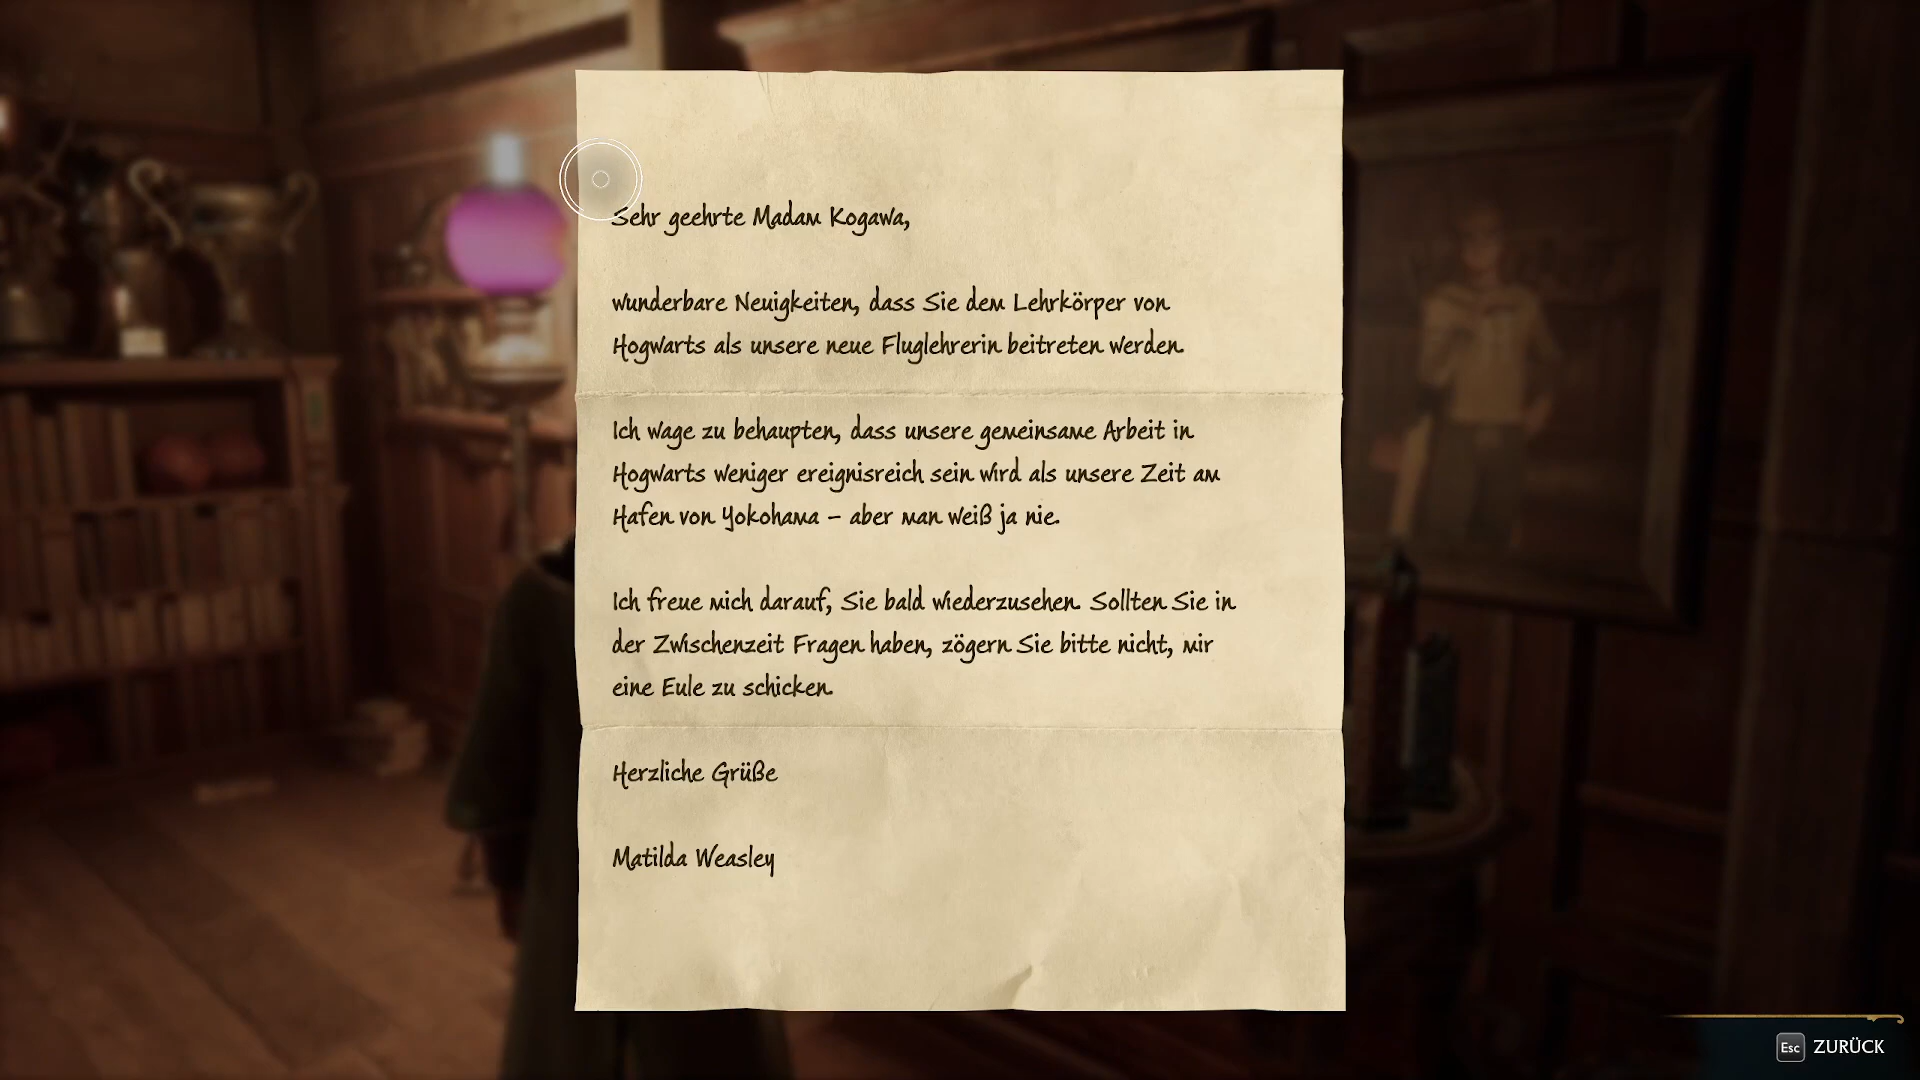 Sehr geehrte Madam Kogawa,
wunderbare Neuigkeiten, dass Sie dem Lehrkörper von
Hogwarts als unsere neue Fluglehrerin beitreten werden.
Ich wage zu behaupten, dass unsere gemeinsame Arbeit in
Hogwarts weniger ereignisreich sein wird als unsere Zeit am
Hafen von Yokohama – aber man weiß ja nie.
Ich freue mich darauf, Sie bald wiederzusehen. Sollten Sie in
der Zwischenzeit Fragen haben, zögern Sie bitte nicht, mir
eine Eule zu schicken.
Herzliche Grüße
Matilda Weasley
Esc ZURÜCK